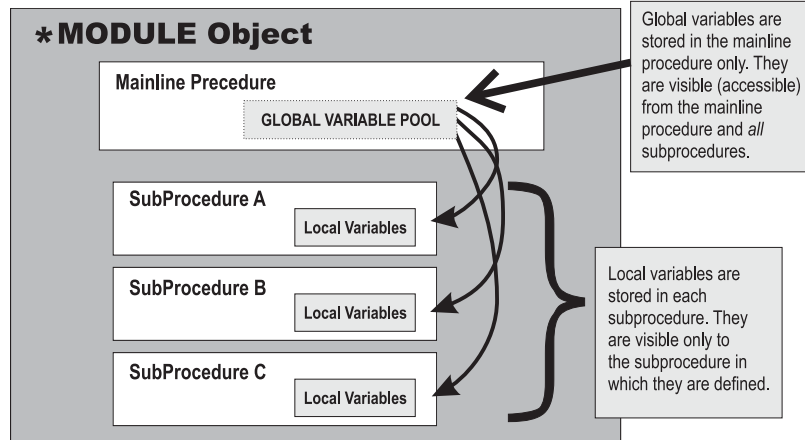 *MODULE Object
Mainline Precedure
GLOBAL VARIABLE POOL
Global variables are
stored in the mainline
procedure only. They
are visible (accessible)
from the mainline
procedure and all
subprocedures.
SubProcedure A
Local Variables
SubProcedure B
Local Variables
SubProcedure C
Local Variables
Local variables are
stored in each
subprocedure. They
are visible only to
the subprocedure in
which they are defined.